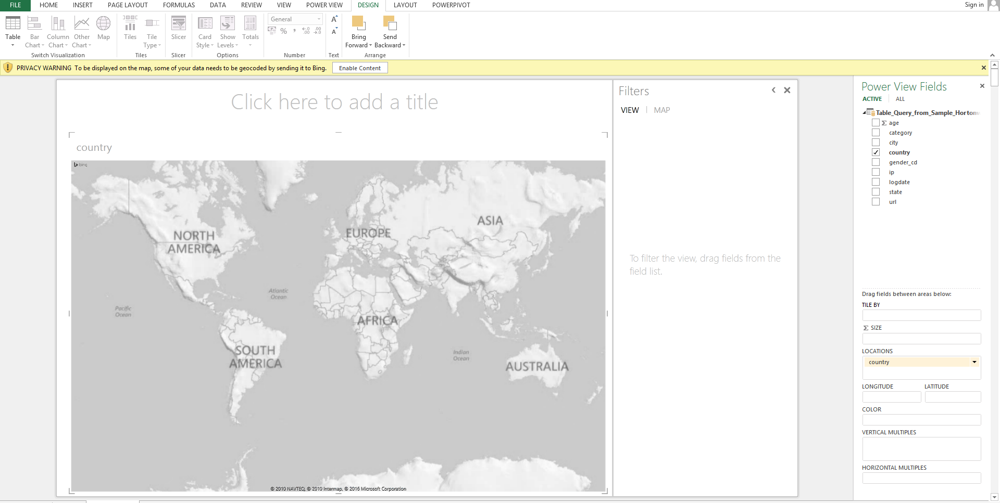 FILE HOME INSERT PAGE LAYOUT FORMULAS DATA REVIEW VIEW POWER VIEW DESIGN LAYOUT POWERPIVOT Sign in
Table Bar Chart Column Chart Other Chart Map
Switch Visualization
Tiles Tile Type
Tiles
Slicer
Slicer
Card Style Show Levels Totals
Options
General
% , .00
Number
A
A
Text
Bring Forward Send Backward
Arrange
PRIVACY WARNING To be displayed on the map, some of your data needs to be geocoded by sending it to Bing. Enable Content
Click here to add a title
country
bing
NORTH
AMERICA
EUROPE
ASIA
Atlantic
Ocean
Pacific
Ocean
AFRICA
SOUTH
AMERICA
Indian
Ocean
AUSTRALIA
© 2010 NAVTEQ, © 2010 Intermap, © 2016 Microsoft Corporation
Filters
VIEW | MAP
To filter the view, drag fields from the
field list.
Power View Fields
ACTIVE | ALL
Table_Query_from_Sample_Horton
Σ age
category
city
country
gender_cd
ip
logdate
state
url
Drag fields between areas below:
TILE BY
Σ SIZE
LOCATIONS
country
LONGITUDE LATITUDE
COLOR
VERTICAL MULTIPLES
HORIZONTAL MULTIPLES